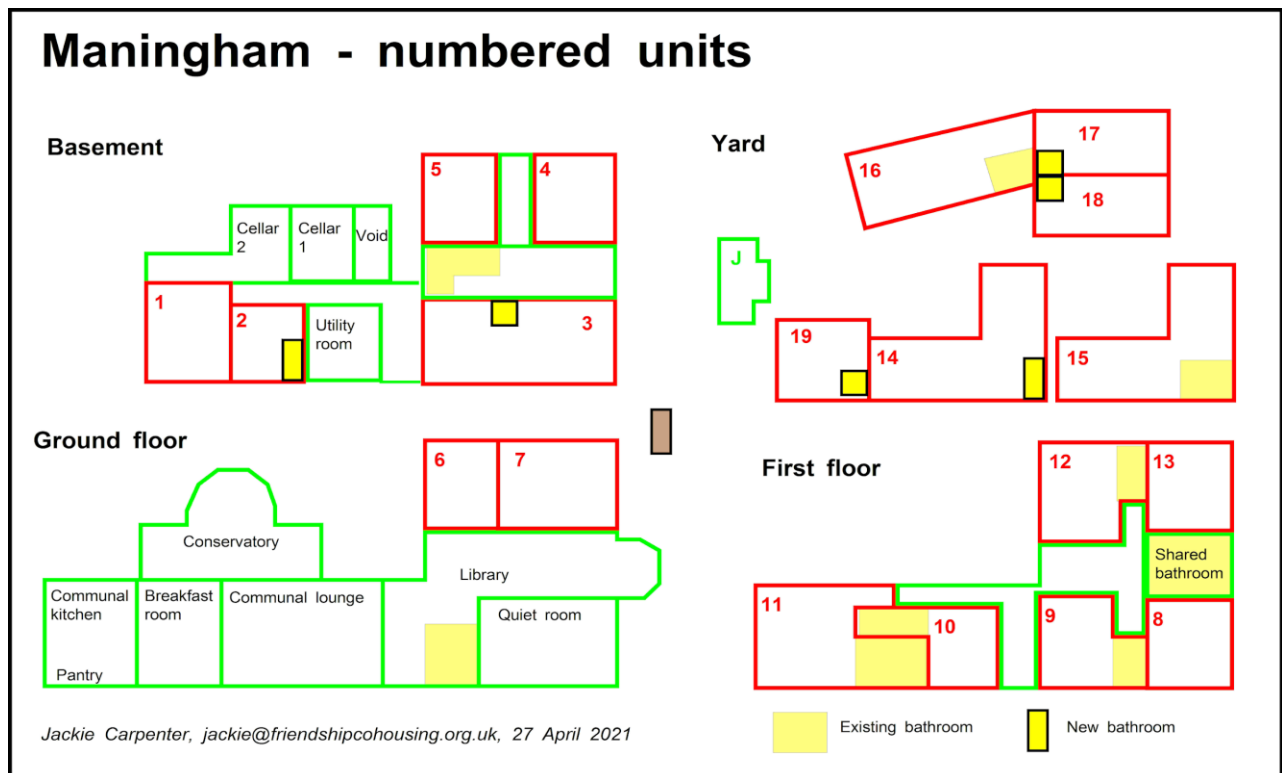 Maningham - numbered units
Basement
5
4
Cellar
2
Cellar
1
Void
1
2
Utility
room
3
Yard
16
17
18
J
19
14
15
Ground floor
6
7
Conservatory
Library
Communal
kitchen
Breakfast
room
Communal lounge
Quiet room
Pantry
First floor
12
13
Shared
bathroom
11
10
9
8
Existing bathroom
New bathroom
Jackie Carpenter, jackie@friendshipcohousing.org.uk, 27 April 2021